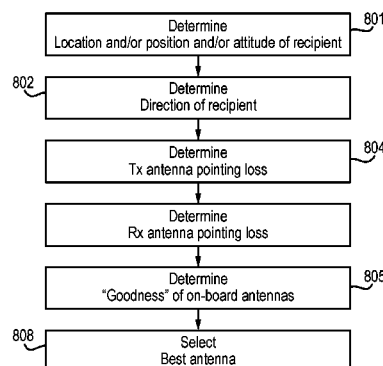 801
Determine
Location and/or position and/or attitude of recipient
802
Determine
Direction of recipient
804
Determine
Tx antenna pointing loss
Determine
Rx antenna pointing loss
805
Determine
"Goodness" of on-board antennas
808
Select
Best antenna